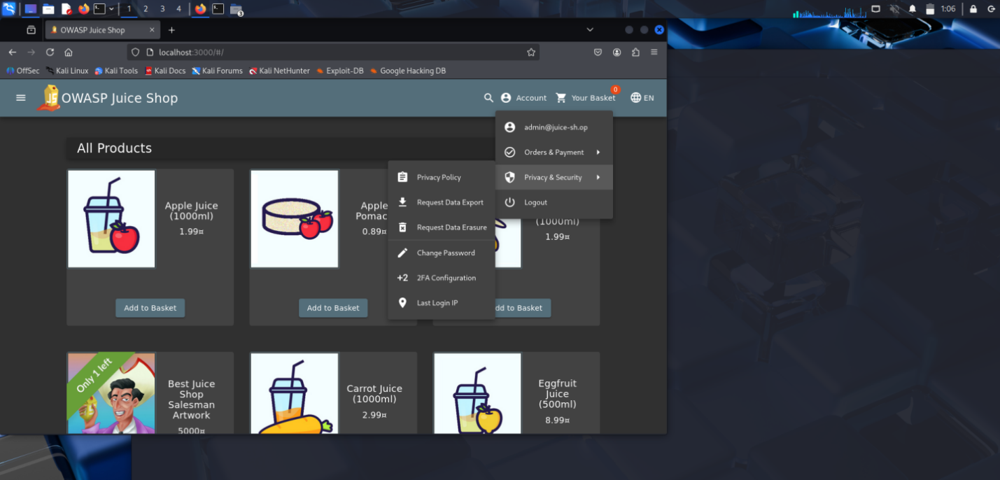 1 2 3 4
3
1:06
OWASP Juice Shop
localhost:3000/#/
OffSec Kali Linux Kali Tools Kali Docs Kali Forums Kali NetHunter Exploit-DB Google Hacking DB
JS OWASP Juice Shop
Account
Your Basket
0
EN
admin@juice-sh.op
Orders & Payment
Privacy & Security
Logout
Privacy Policy
Request Data Export
Request Data Erasure
Change Password
+2 2FA Configuration
Last Login IP
All Products
Apple Juice
(1000ml)
1.99¤
Add to Basket
Apple
Pomac
0.89¤
Add to Basket
(1000ml)
1.99¤
dd to Basket
Only 1 left
Best Juice
Shop
Salesman
Artwork
5000¤
Carrot Juice
(1000ml)
2.99¤
Eggfruit
Juice
(500ml)
8.99¤